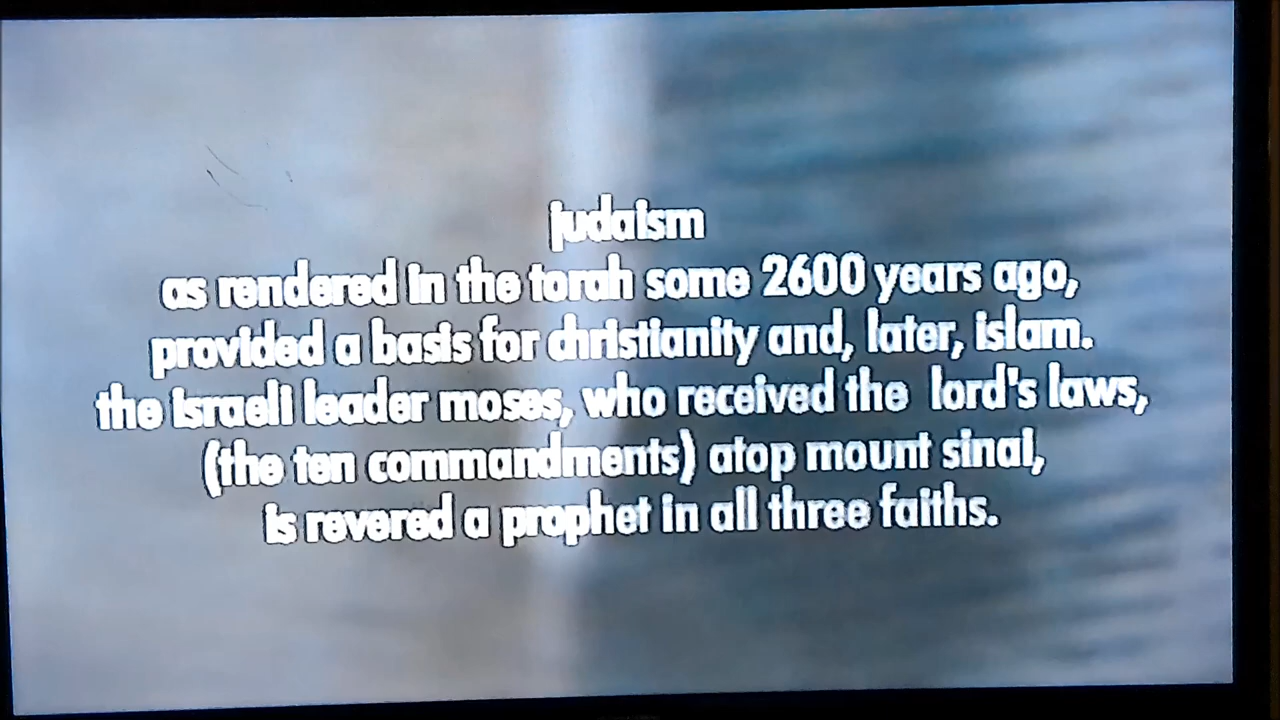 judaism
as rendered in the torah some 2600 years ago,
provided a basis for christianity and, later, islam.
the israeli leader moses, who received the lord's laws,
(the ten commandments) atop mount sinai,
is revered a prophet in all three faiths.